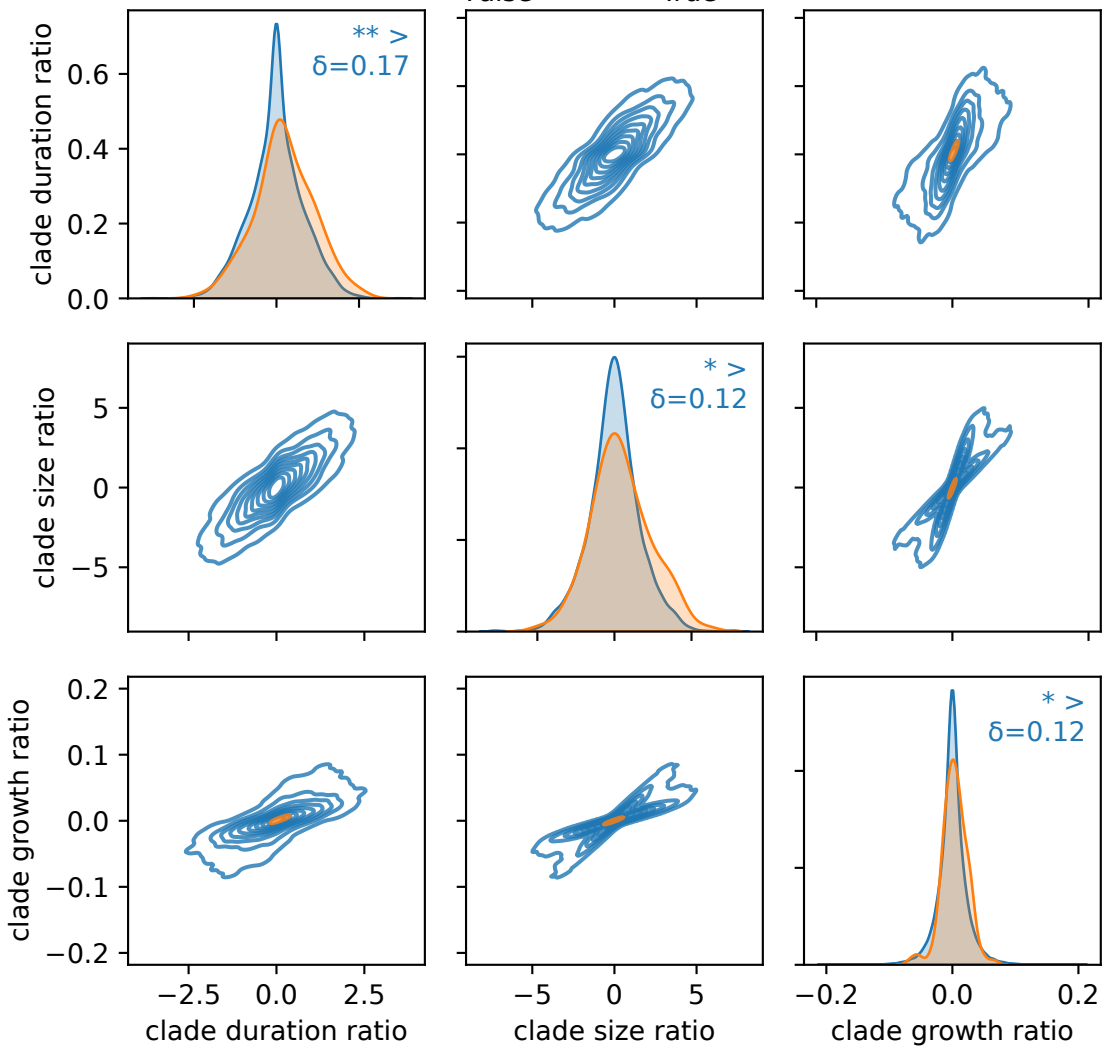 ** >
δ=0.17
clade duration ratio
0.6
0.4
0.2
0.0
* >
δ=0.12
clade size ratio
5
0
−5
* >
δ=0.12
clade growth ratio
0.2
0.1
0.0
−0.1
−0.2
−2.5 0.0 2.5
−5 0 5
−0.2 0.0 0.2
clade duration ratio
clade size ratio
clade growth ratio